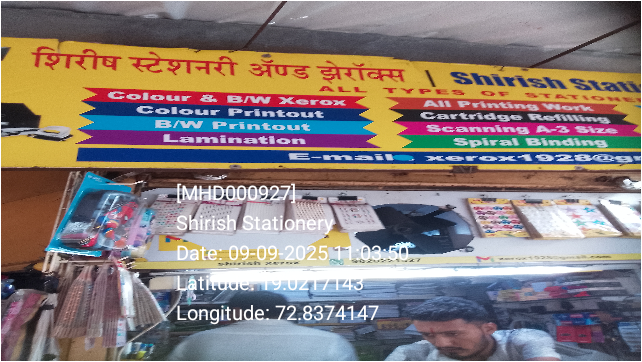 शिरीष स्टेशनरी ॲण्ड झेरॉक्स | Shirish Stati
ALL TYPES OF STATIONE
Colour & B/W Xerox
Colour Printout
B/W Printout
Lamination
All Printing Work
Cartridge Refilling
Scanning A-3 Size
Spiral Binding
E-mail xerox1928@g
[MHD000927]
Shirish Stationery
Date: 09-09-2025 11:03:50
Latitude: 19.0217143
Longitude: 72.8374147